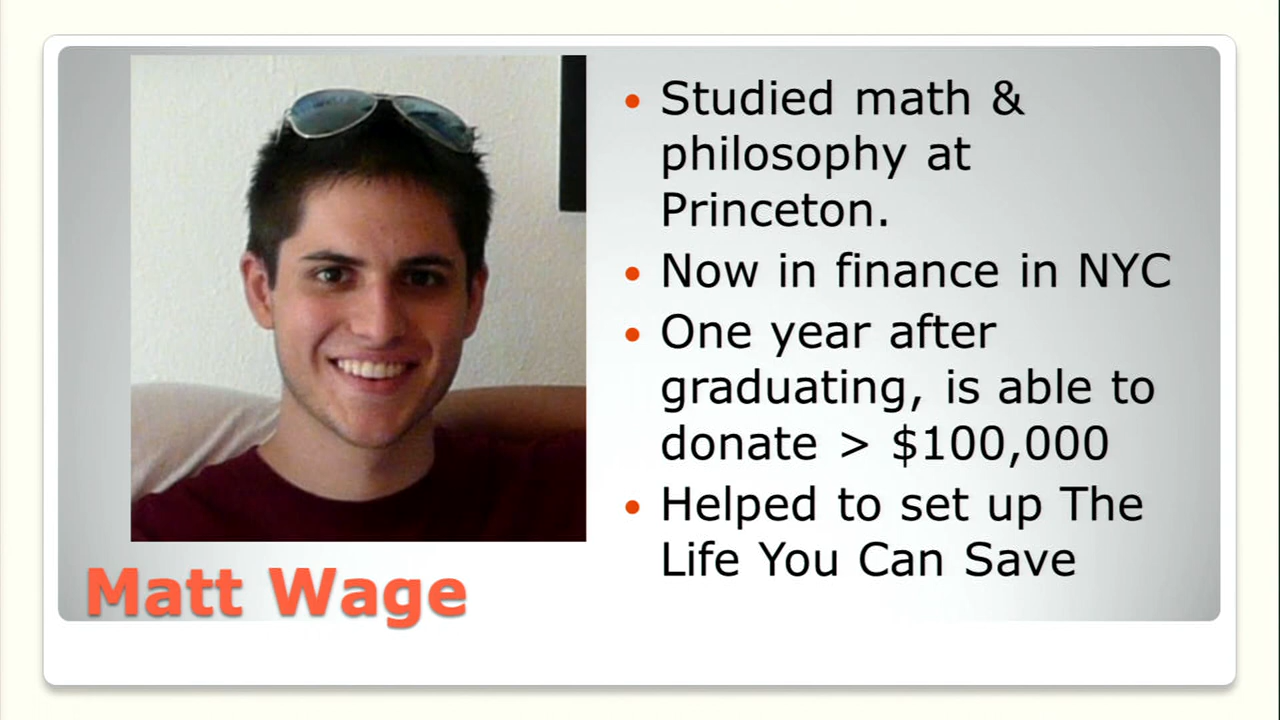 • Studied math &
philosophy at
Princeton.
• Now in finance in NYC
• One year after
graduating, is able to
donate > $100,000
• Helped to set up The
Life You Can Save
Matt Wage